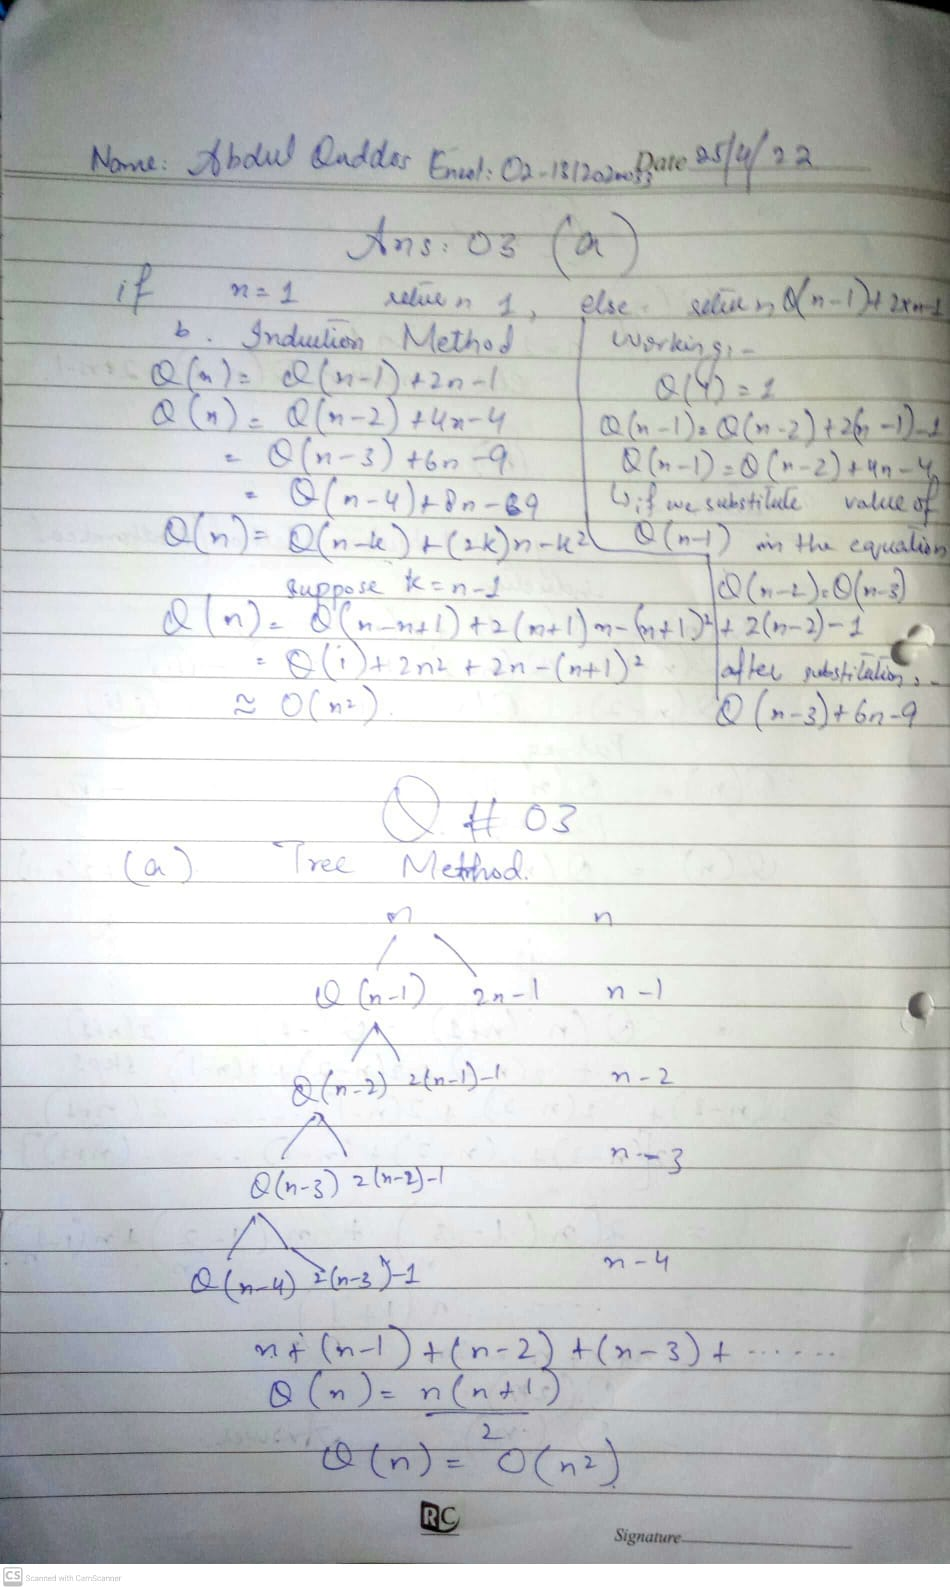 Name: Abdul Quddos Enrol: 02-131202033 Date 25/4/22
Ans: 03 (a)
if n=1 return 1, else return Q(n-1)+2xn-1
b. Induction Method
Q(n) = Q(n-1)+2n-1
Q(n) = Q(n-2)+4n-4
= Q(n-3)+6n-9
= Q(n-4)+8n-
Q(n) = Q(n-k)+(2k)n-k²
suppose k=n-1
Q(n) = Q(n-n+1)+2(n+1)n-(n+1)²
= Q(1)+2n²+2n-(n+1)²
≈ O(n²).
Working:-
Q(4)=1
Q(n-1)=Q(n-2)+2(n-1)-1
Q(n-1)=Q(n-2)+4n-4
if we substitute value of
Q(n-1) in the equation
Q(n-2)=Q(n-3)
+2(n-2)-1
after substitution,-
Q(n-3)+6n-9
Q # 03
(a) Tree Method.
n n
Q(n-1) 2n-1 n-1
Q(n-2) 2(n-1)-1 n-2
Q(n-3) 2(n-2)-1 n-3
Q(n-4) 2(n-3)-1 n-4
n+(n-1)+(n-2)+(n-3)+.......
Q(n)= n(n+1)
2
Q(n)= O(n²)
RC
Signature
CS Scanned with CamScanner